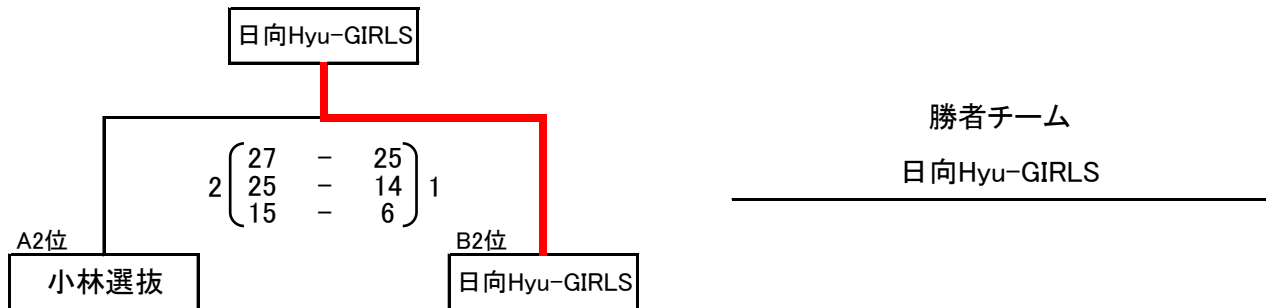 日向Hyu-GIRLS
勝者チーム
日向Hyu-GIRLS
27 - 25
2 25 - 14 1
15 - 6
A2位 B2位
小林選抜 日向Hyu-GIRLS